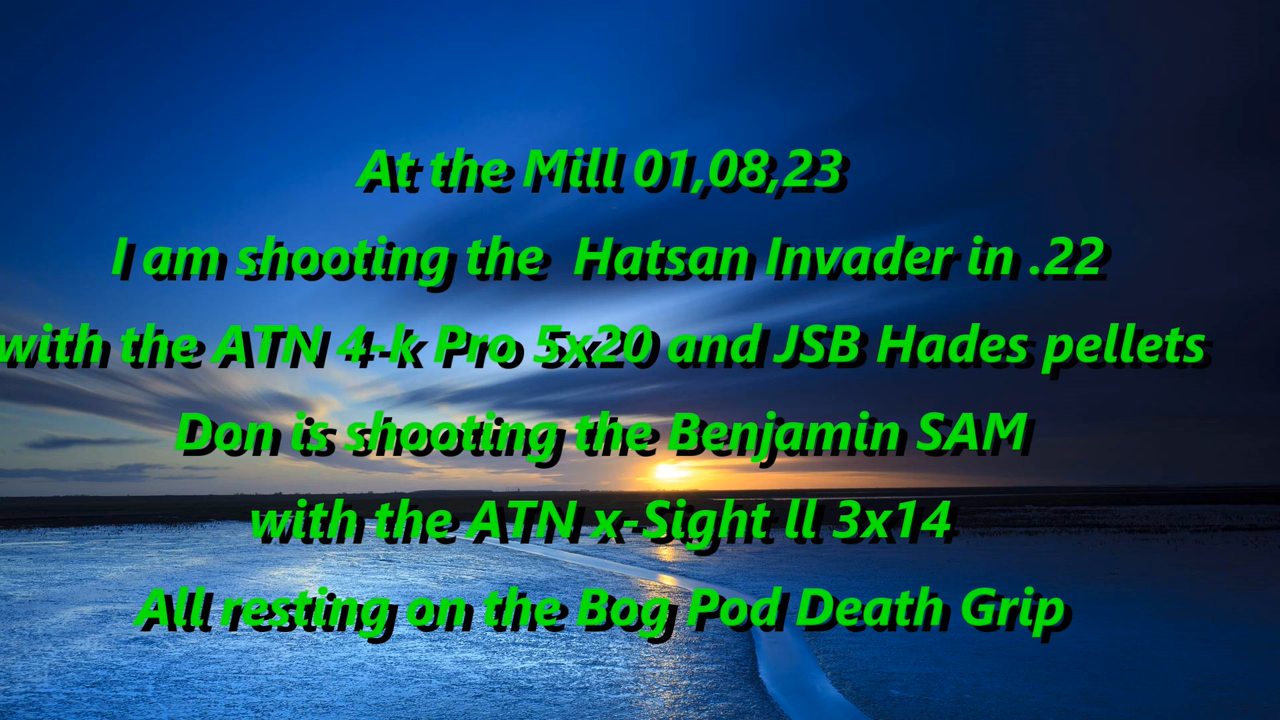 At the Mill 01,08,23
I am shooting the Hatsan Invader in .22
with the ATN 4-k Pro 5x20 and JSB Hades pellets
Don is shooting the Benjamin SAM
with the ATN x-Sight ll 3x14
All resting on the Bog Pod Death Grip